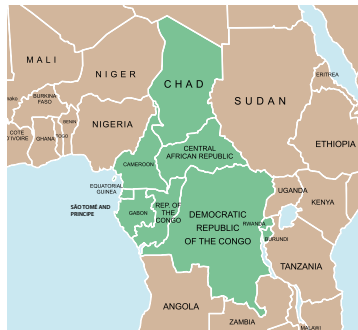 MALI
NIGER
CHAD
SUDAN
ERITREA
BURKINA
FASO
NIGERIA
BENIN
TOGO
GHANA
COTE
ETHIOPIA
CAMEROON
CENTRAL
AFRICAN REPUBLIC
EQUATORIAL
GUINEA
SÃO TOMÉ AND
PRINCIPE
GABON
REP. OF
THE
CONGO
DEMOCRATIC
REPUBLIC
OF THE CONGO
UGANDA
KENYA
RWANDA
BURUNDI
TANZANIA
ANGOLA
ZAMBIA
MALAWI